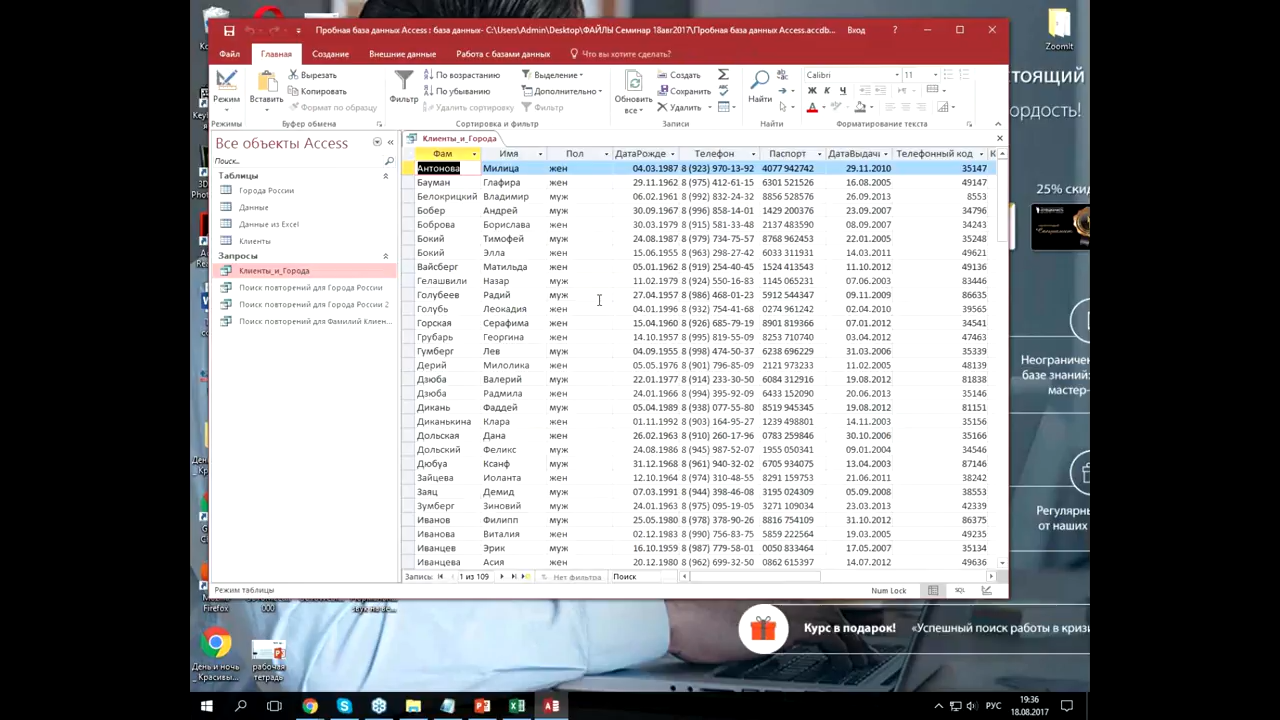 Пробная база данных Access : база данных- C:\Users\Admin\Desktop\ФАЙЛЫ Семинар 18авг2017\Пробная база данных Access.accdb... Вход ?
ZoomIt
Файл Главная Создание Внешние данные Работа с базами данных Что вы хотите сделать?
Режим
Режимы
Вставить
Вырезать
Копировать
Формат по образцу
Буфер обмена
Фильтр
По возрастанию
По убыванию
Удалить сортировку
Выделение
Дополнительно
Фильтр
Сортировка и фильтр
Обновить
все
Создать
Сохранить
Удалить
Записи
Найти
Найти
Calibri 11
Ж К Ч
Форматирование текста
стоящий
ордость!
25% скид
Неограничен
базе знаний:
мастер-
Регулярны
от наших
Все объекты Access
Поиск..
Таблицы
Города России
Данные
Данные из Excel
Клиенты
Запросы
Клиенты_и_Города
Поиск повторений для Города России
Поиск повторений для Города России 2
Поиск повторений для Фамилий Клиен...
Клиенты_и_Города
Фам Имя Пол ДатаРожде Телефон Паспорт ДатаВыдачи Телефонный код К
Антонова Милица жен 04.03.1987 8 (923) 970-13-92 4077 942742 29.11.2010 35147
Бауман Глафира жен 29.11.1962 8 (975) 412-61-15 6301 521526 16.08.2005 49147
Белокрицкий Владимир муж 06.02.1961 8 (992) 832-24-32 8856 528576 26.09.2013 8553
Бобер Андрей муж 30.09.1967 8 (996) 858-14-01 1429 200376 23.09.2007 34796
Боброва Борислава жен 30.03.1979 8 (915) 581-33-48 2137 483590 08.09.2007 34243
Бокий Тимофей муж 24.08.1987 8 (979) 734-75-57 8768 962453 22.01.2005 35248
Бокий Элла жен 15.06.1955 8 (963) 298-27-42 6033 311931 14.03.2011 49621
Вайсберг Матильда жен 05.01.1962 8 (919) 254-40-45 1524 413543 11.10.2012 49136
Гелашвили Назар муж 11.02.1979 8 (924) 550-16-83 1145 065231 07.06.2003 83446
Голубеев Радий муж 27.04.1957 8 (986) 468-01-23 5912 544347 09.11.2009 86635
Голубь Леокадия жен 04.01.1996 8 (932) 754-41-68 0274 961242 02.04.2010 39565
Горская Серафима жен 15.04.1960 8 (926) 685-79-19 8901 819366 07.01.2012 34541
Грубарь Георгина жен 14.10.1957 8 (998) 819-55-09 8253 710740 03.04.2012 47463
Гумберг Лев муж 04.09.1955 8 (998) 474-50-37 6238 696229 31.03.2006 35339
Дерий Милолика жен 05.05.1976 8 (901) 796-85-09 2121 973233 11.02.2005 48139
Дзюба Валерий муж 22.01.1977 8 (914) 233-30-50 6084 312916 19.08.2012 81838
Дзюба Радмила жен 24.01.1966 8 (994) 395-92-09 6433 152090 20.06.2013 35146
Дикань Фаддей муж 05.04.1989 8 (938) 077-55-80 8519 945345 19.08.2012 81151
Диканькина Клара жен 01.11.1992 8 (903) 164-95-27 1239 498801 14.11.2003 35156
Дольская Дана жен 26.02.1963 8 (910) 260-17-96 0783 259846 30.10.2006 34443
Дольский Феликс муж 24.08.1986 8 (945) 987-52-07 1955 050341 09.01.2004 34546
Дюбуа Ксанф муж 31.12.1968 8 (961) 940-32-02 6705 934075 13.04.2003 87146
Зайцева Иоланта жен 12.10.1964 8 (974) 310-48-55 8291 159753 21.06.2011 38242
Заяц Демид муж 07.03.1991 8 (944) 398-46-08 3195 024309 05.09.2008 38553
Зумберг Зиновий муж 24.01.1963 8 (975) 095-19-05 3271 109034 23.03.2012 42339
Иванов Филипп муж 25.05.1980 8 (978) 378-90-26 8816 754109 31.10.2012 86375
Иванова Виталия жен 02.12.1983 8 (990) 756-83-75 5859 222564 19.03.2012 49235
Иванцев Эрик муж 16.10.1959 8 (987) 779-58-01 0050 833464 17.05.2007 35134
Иванцева Асия жен 20.12.1980 8 (962) 699-32-50 0862 615397 14.07.2012 49636
Записи: 1 из 109 Нет фильтра Поиск
Режим таблицы Num Lock SQL
Firefox 000
День и ночь
_ Красивы...
рабочая
тетрадь
Курс в подарок! «Успешный поиск работы в кризи
РУС
19:36
18.08.2017